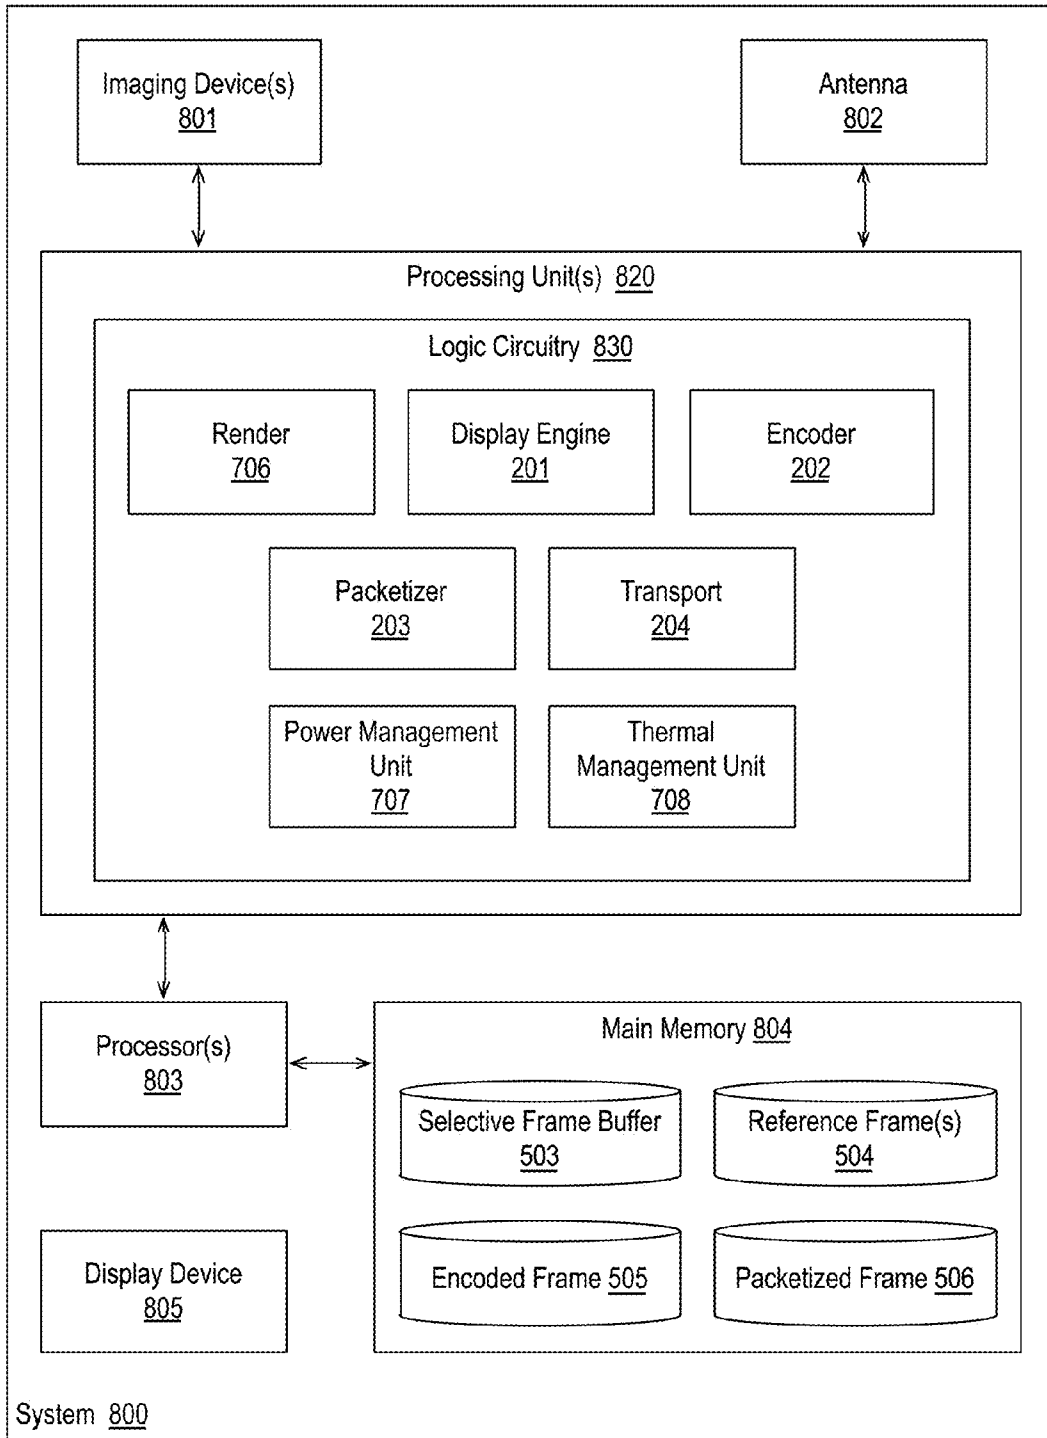 Imaging Device(s)
801
Antenna
802
Processing Unit(s) 820
Logic Circuitry 830
Render
706
Display Engine
201
Encoder
202
Packetizer
203
Transport
204
Power Management
Unit
707
Thermal
Management Unit
708
Processor(s)
803
Main Memory 804
Selective Frame Buffer
503
Reference Frame(s)
504
Encoded Frame 505
Packetized Frame 506
Display Device
805
System 800